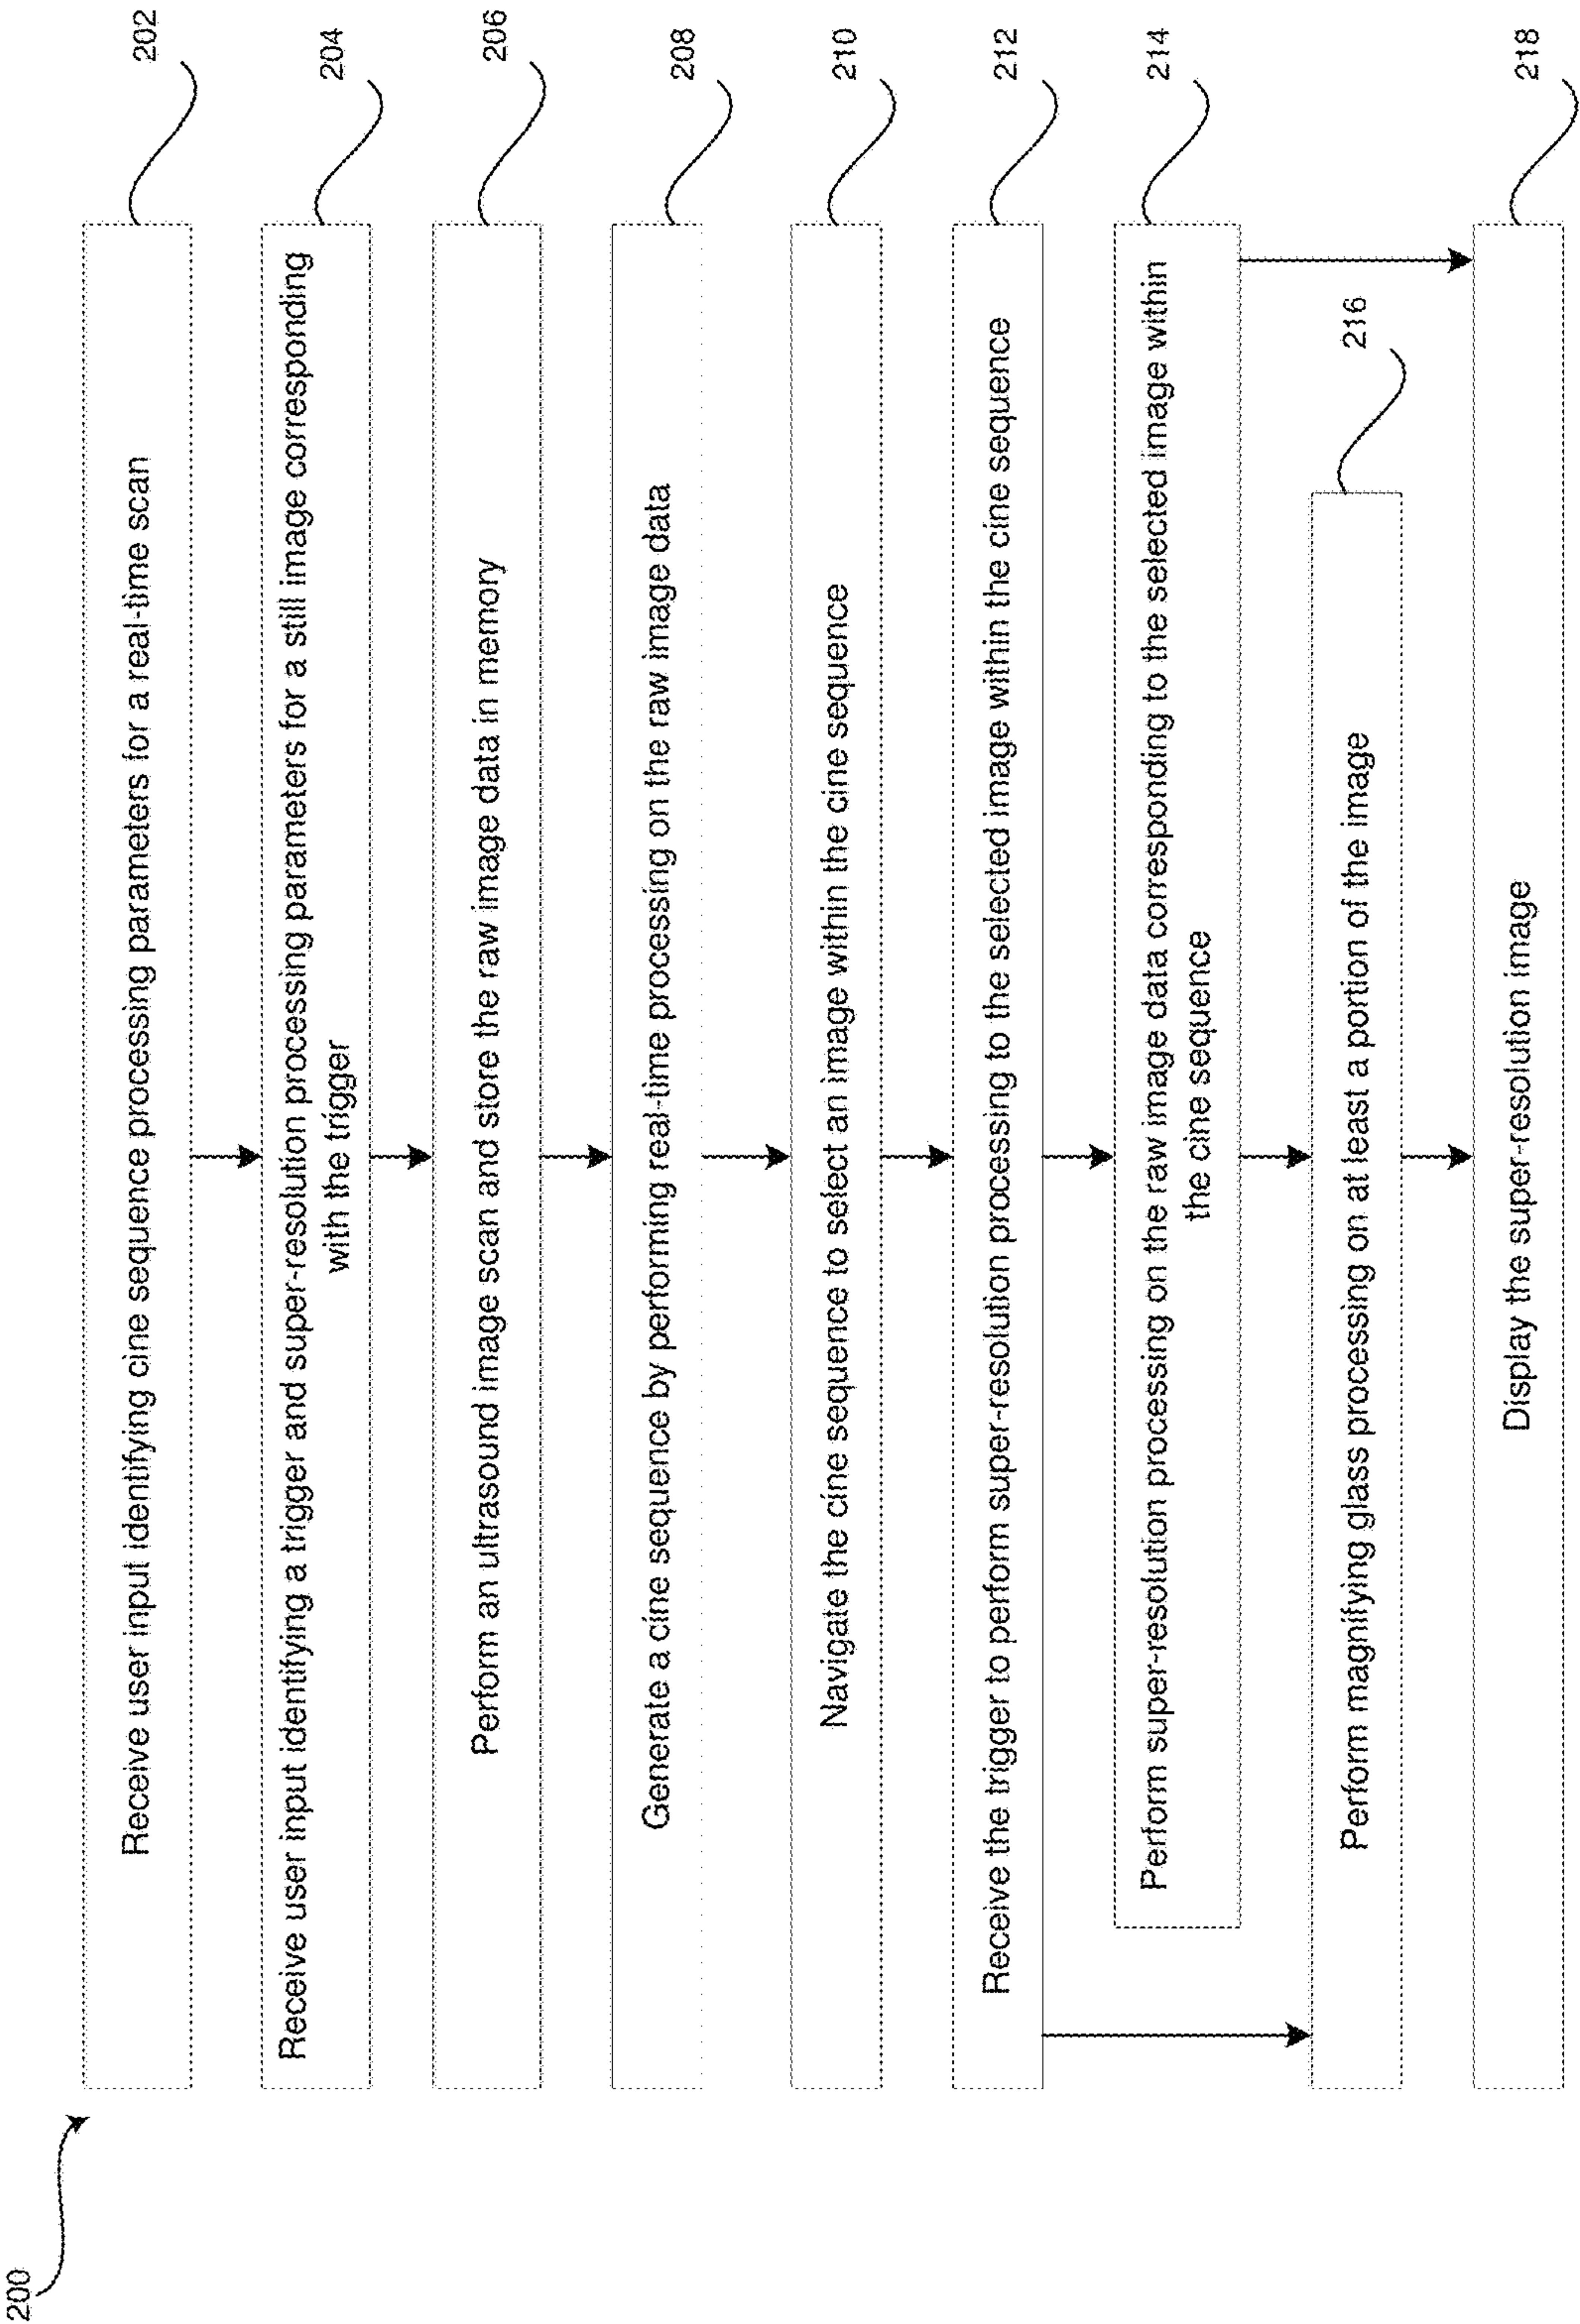 200
Receive user input identifying cine sequence processing parameters for a real-time scan
202
Receive user input identifying a trigger and super-resolution processing parameters for a still image corresponding
with the trigger
204
Perform an ultrasound image scan and store the raw image data in memory
206
Generate a cine sequence by performing real-time processing on the raw image data
208
Navigate the cine sequence to select an image within the cine sequence
210
Receive the trigger to perform super-resolution processing to the selected image within the cine sequence
212
Perform super-resolution processing on the raw image data corresponding to the selected image within
the cine sequence
214
Perform magnifying glass processing on at least a portion of the image
216
Display the super-resolution image
218